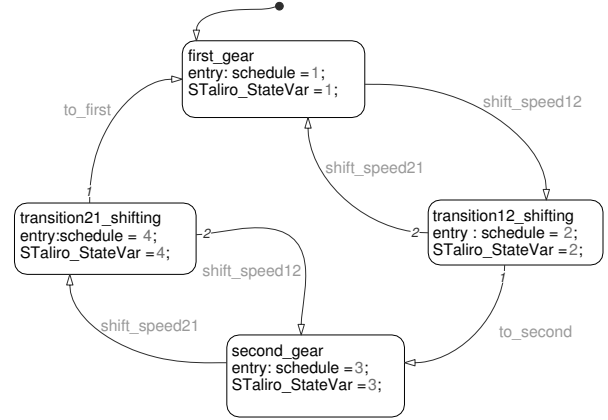 first_gear
entry: schedule =1;
STaliro_StateVar =1;
to_first
shift_speed12
shift_speed21
1
transition21_shifting
entry:schedule = 4;
STaliro_StateVar =4;
2
shift_speed12
2
transition12_shifting
entry : schedule = 2;
STaliro_StateVar =2;
1
shift_speed21
to_second
second_gear
entry: schedule =3;
STaliro_StateVar =3;